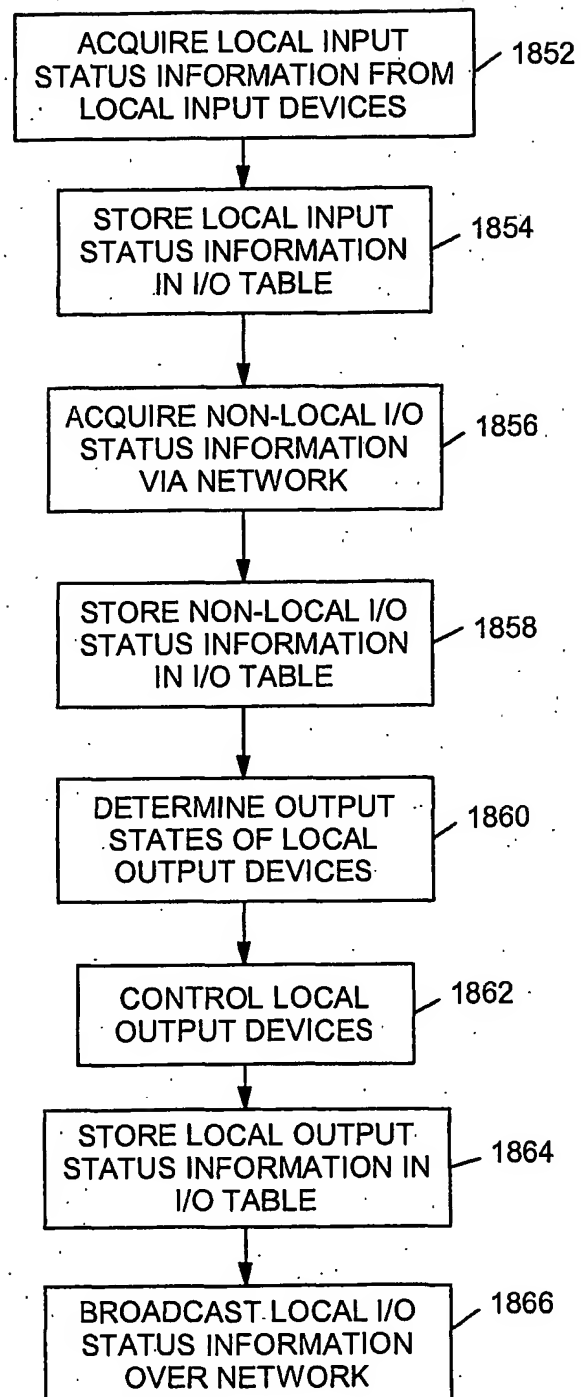 ACQUIRE LOCAL INPUT
STATUS INFORMATION FROM
LOCAL INPUT DEVICES
1852
STORE LOCAL INPUT
STATUS INFORMATION
IN I/O TABLE
1854
ACQUIRE NON-LOCAL I/O
STATUS INFORMATION
VIA NETWORK
1856
STORE NON-LOCAL I/O
STATUS INFORMATION
IN I/O TABLE
1858
DETERMINE OUTPUT
STATES OF LOCAL
OUTPUT DEVICES
1860
CONTROL LOCAL
OUTPUT DEVICES
1862
STORE LOCAL OUTPUT
STATUS INFORMATION IN
I/O TABLE
1864
BROADCAST LOCAL I/O
STATUS INFORMATION
OVER NETWORK
1866